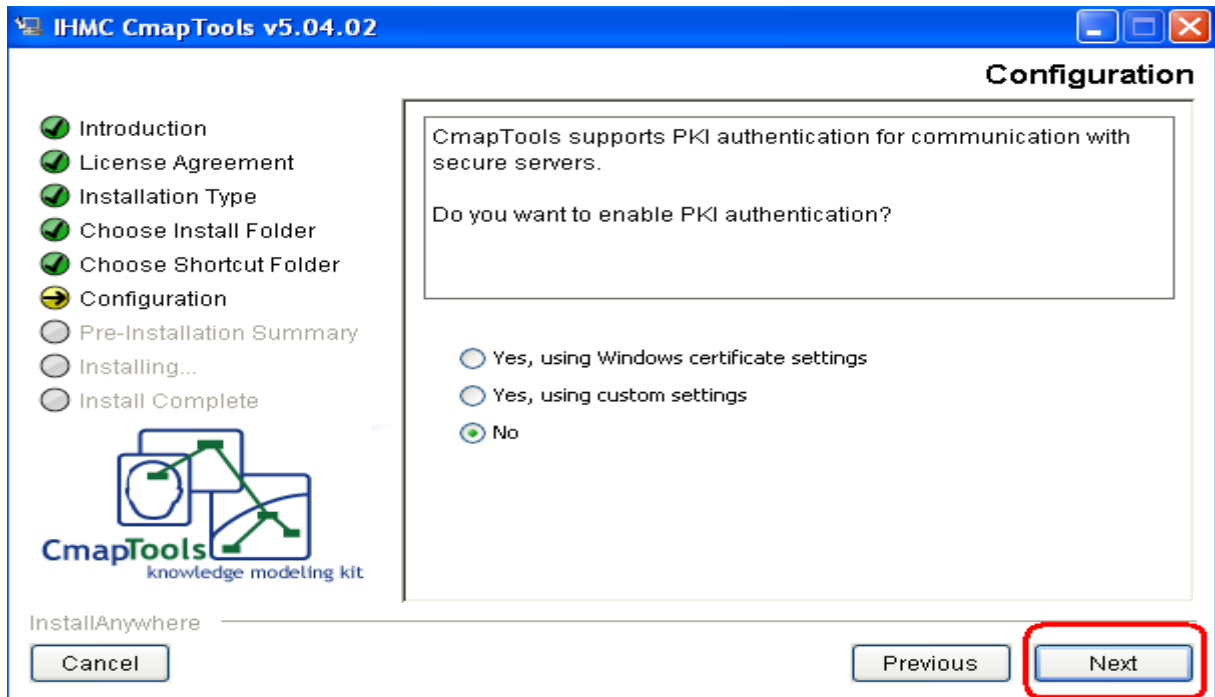 IHMC CmapTools v5.04.02
Configuration
Introduction
License Agreement
Installation Type
Choose Install Folder
Choose Shortcut Folder
Configuration
Pre-Installation Summary
Installing...
Install Complete
CmapTools supports PKI authentication for communication with
secure servers.
Do you want to enable PKI authentication?
Yes, using Windows certificate settings
Yes, using custom settings
No
CmapTools
knowledge modeling kit
InstallAnywhere
Cancel
Previous
Next